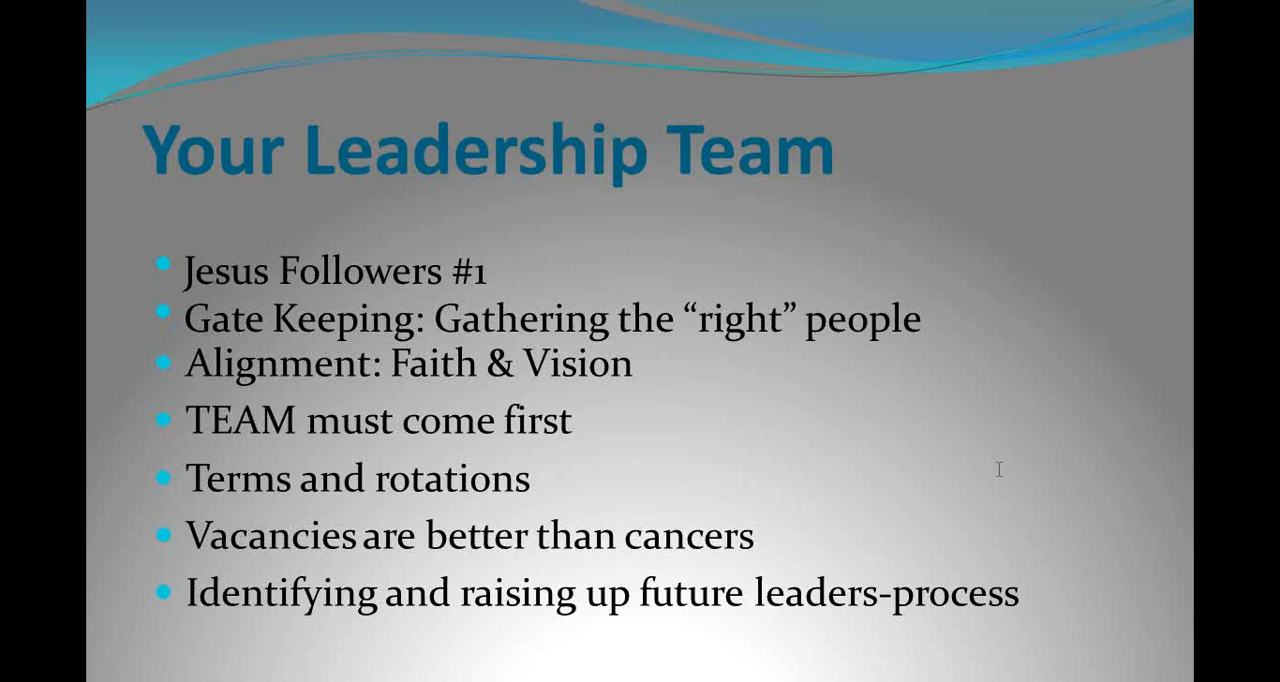 Your Leadership Team
Jesus Followers #1
Gate Keeping: Gathering the “right” people
Alignment: Faith & Vision
TEAM must come first
Terms and rotations
Vacancies are better than cancers
Identifying and raising up future leaders-process